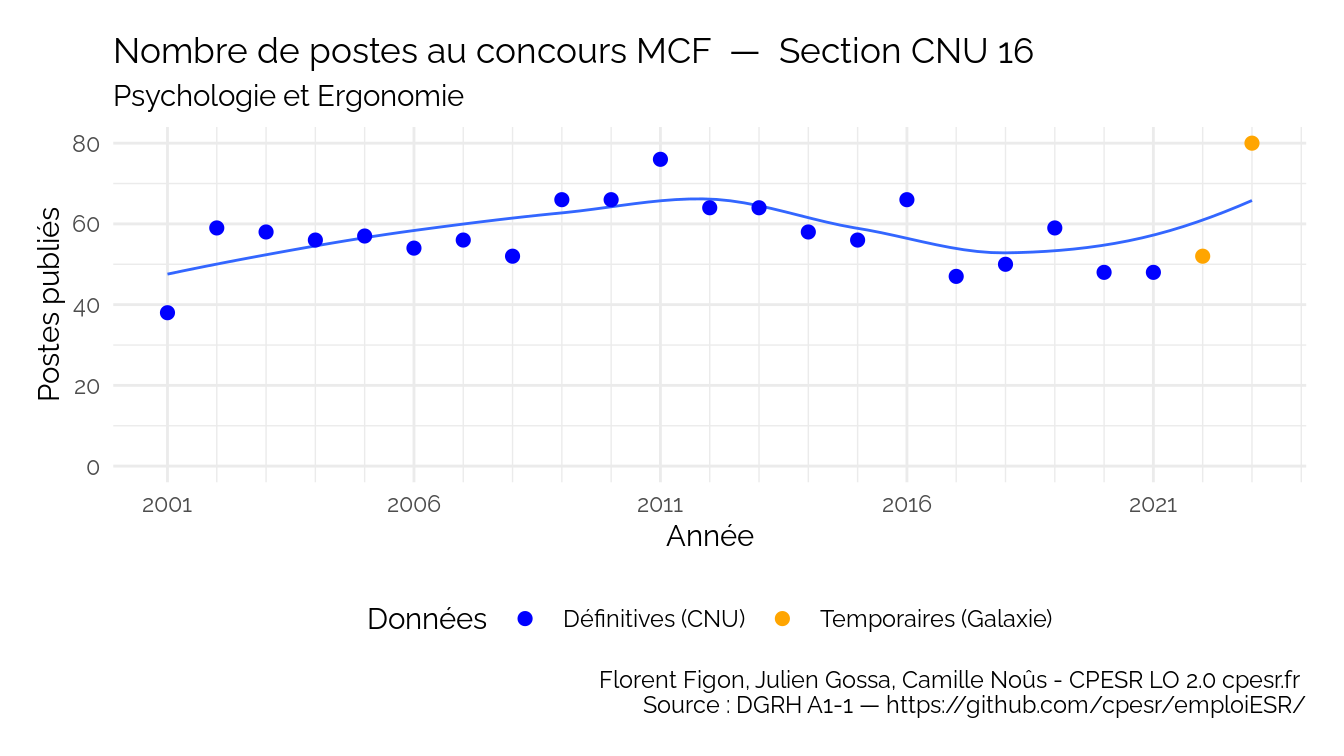 Nombre de postes au concours MCF — Section CNU 16
Psychologie et Ergonomie
Postes publiés
80
60
40
20
0
2001 2006 2011 2016 2021
Année
Données Définitives (CNU) Temporaires (Galaxie)
Florent Figon, Julien Gossa, Camille Noûs - CPESR LO 2.0 cpesr.fr
Source : DGRH A1-1 — https://github.com/cpesr/emploiESR/